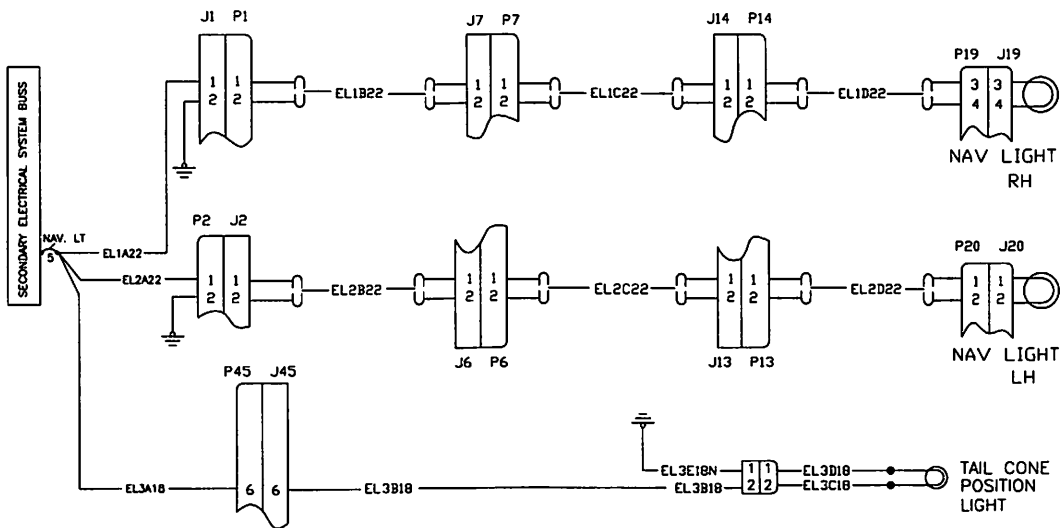 J1 P1
J7 P7
J14 P14
P19 J19
1 1
2 2
EL1B22
1 1
2 2
EL1C22
1 1
2 2
EL1D22
3 3
4 4
NAV LIGHT
RH
SECONDARY ELECTRICAL SYSTEM BUSS
NAV. LT
5
EL1A22
EL2A22
P2 J2
1 1
2 2
EL2B22
1 1
2 2
J6 P6
EL2C22
1 1
2 2
J13 P13
EL2D22
P20 J20
1 1
2 2
NAV LIGHT
LH
P45 J45
EL3A18
6 6
EL3B18
EL3E18N
EL3B18
1 1
2 2
EL3D18
EL3C18
TAIL CONE
POSITION
LIGHT